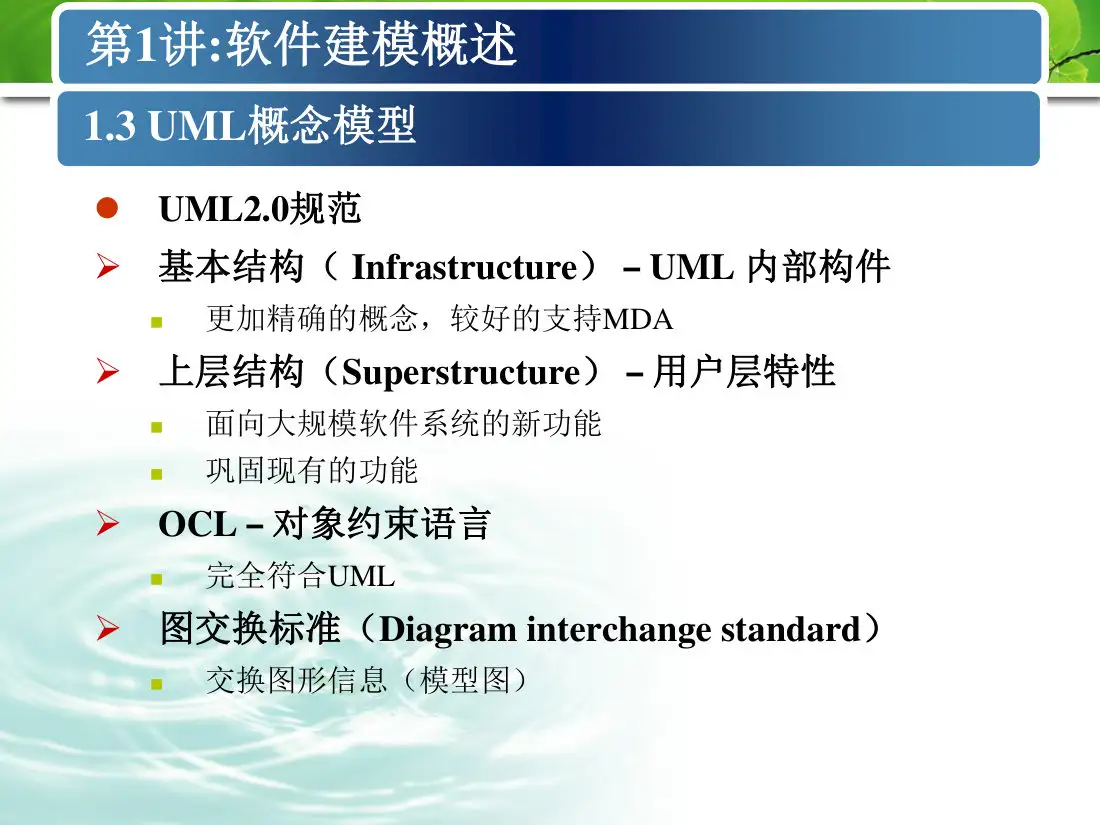 第1讲:软件建模概述
1.3 UML概念模型
UML2.0规范
基本结构（ Infrastructure） – UML 内部构件
更加精确的概念，较好的支持MDA
上层结构（Superstructure） – 用户层特性
面向大规模软件系统的新功能
巩固现有的功能
OCL – 对象约束语言
完全符合UML
图交换标准（Diagram interchange standard）
交换图形信息（模型图）